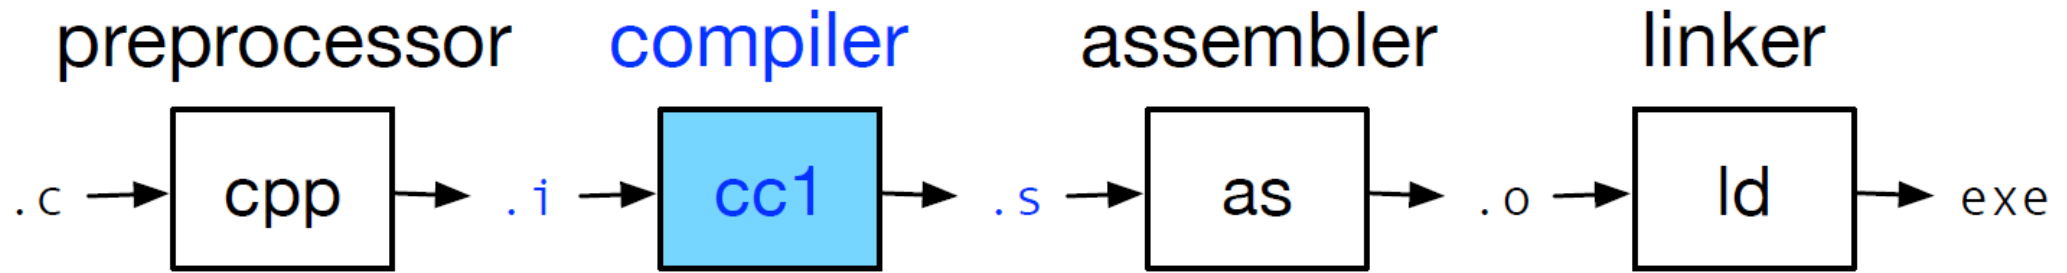 preprocessor compiler assembler linker
.c cpp .i cc1 .s as .o ld exe